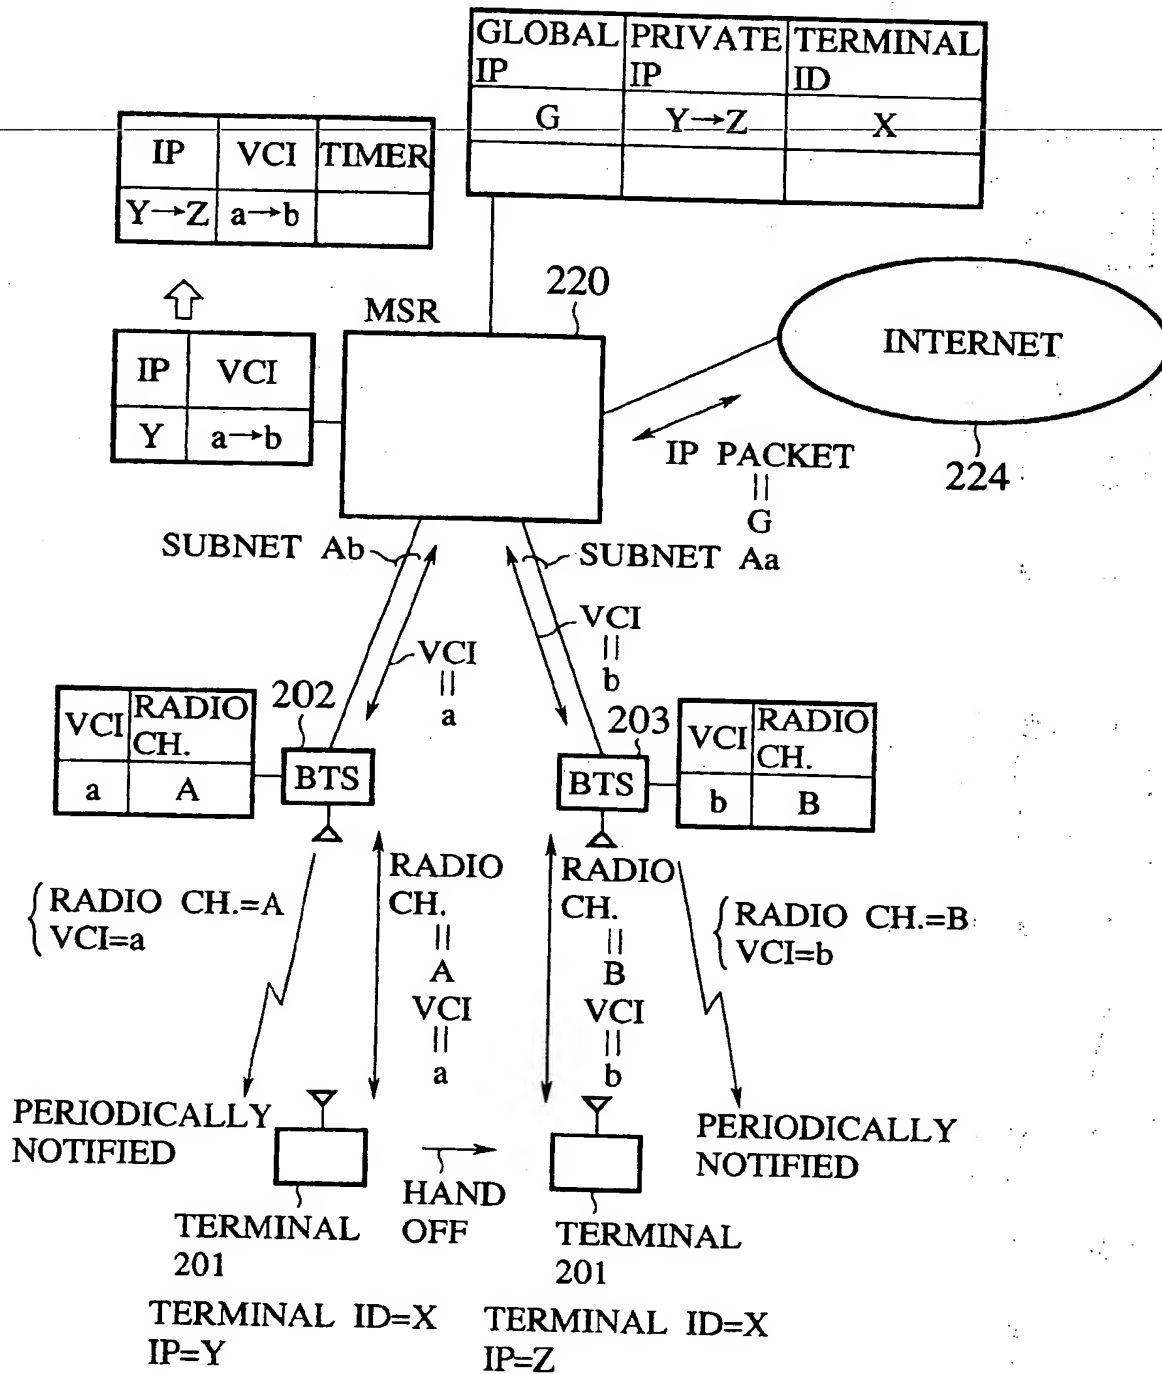 GLOBAL IP PRIVATE IP TERMINAL ID
G Y→Z X
IP VCI TIMER
Y→Z a→b
220
MSR
INTERNET
IP VCI
Y a→b
IP PACKET
||
G
224
SUBNET Ab
SUBNET Aa
VCI
||
a
VCI
||
b
202
203
VCI RADIO CH.
a A
BTS
BTS
VCI RADIO CH.
b B
RADIO CH.=A
VCI=a
RADIO
CH.
||
A
VCI
||
a
RADIO
CH.
||
B
VCI
||
b
RADIO CH.=B
VCI=b
PERIODICALLY
NOTIFIED
PERIODICALLY
NOTIFIED
HAND
OFF
TERMINAL
201
TERMINAL
201
TERMINAL ID=X
IP=Y
TERMINAL ID=X
IP=Z